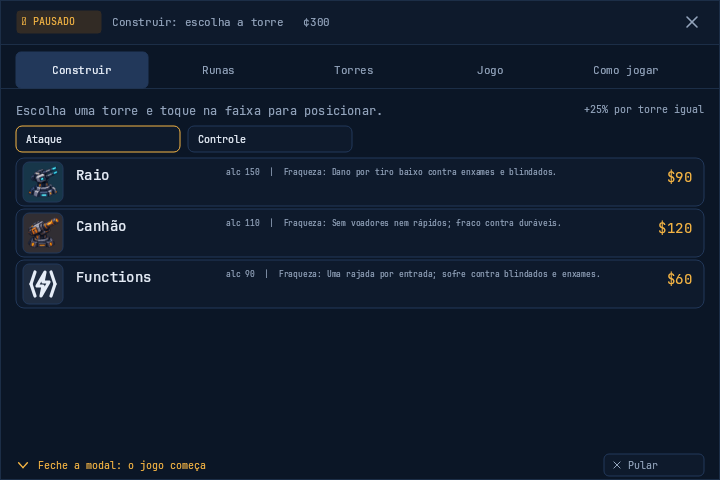 PAUSADO Construir: escolha a torre $300
Construir Runas Torres Jogo Como jogar
Escolha uma torre e toque na faixa para posicionar. +25% por torre igual
Ataque Controle
Raio alc 150 | Fraqueza: Dano por tiro baixo contra enxames e blindados. $90
Canhão alc 110 | Fraqueza: Sem voadores nem rápidos; fraco contra duráveis. $120
Functions alc 90 | Fraqueza: Uma rajada por entrada; sofre contra blindados e enxames. $60
Feche a modal: o jogo começa Pular